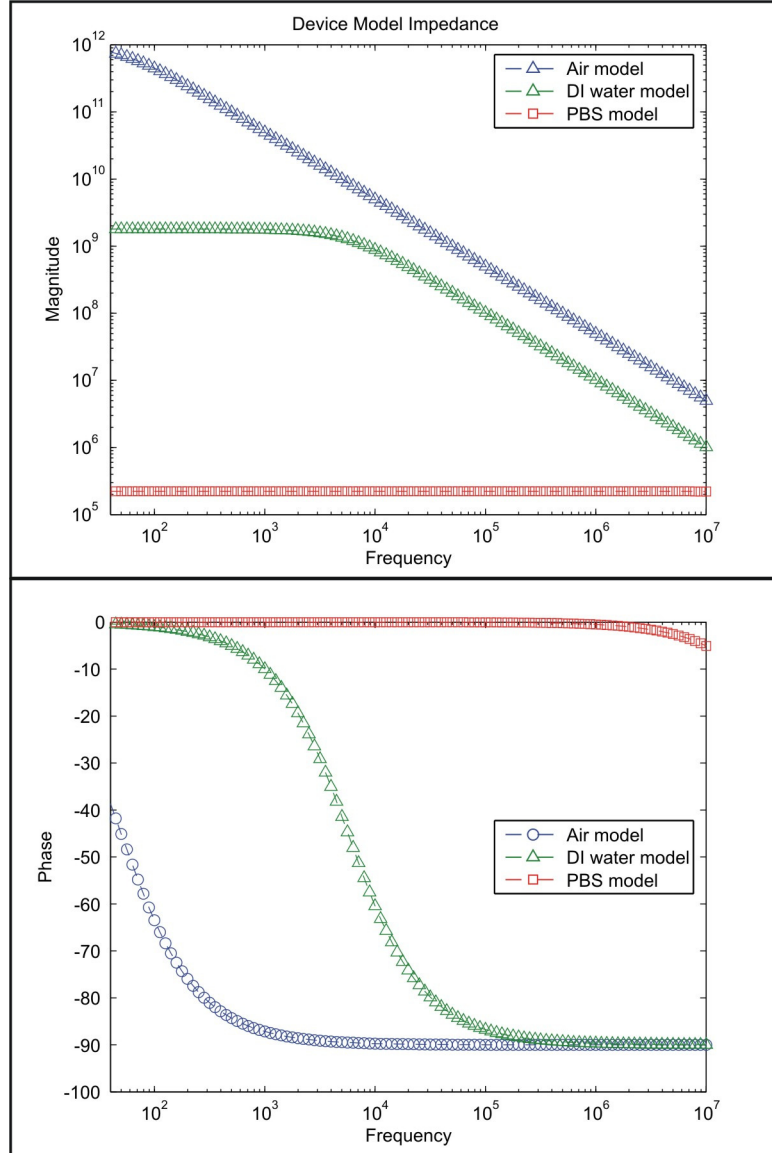 Device Model Impedance
10^12
10^11
10^10
10^9
10^8
10^7
10^6
10^5
Magnitude
Air model
DI water model
PBS model
10^2 10^3 10^4 10^5 10^6 10^7
Frequency
0
-10
-20
-30
-40
-50
-60
-70
-80
-90
-100
Phase
Air model
DI water model
PBS model
10^2 10^3 10^4 10^5 10^6 10^7
Frequency